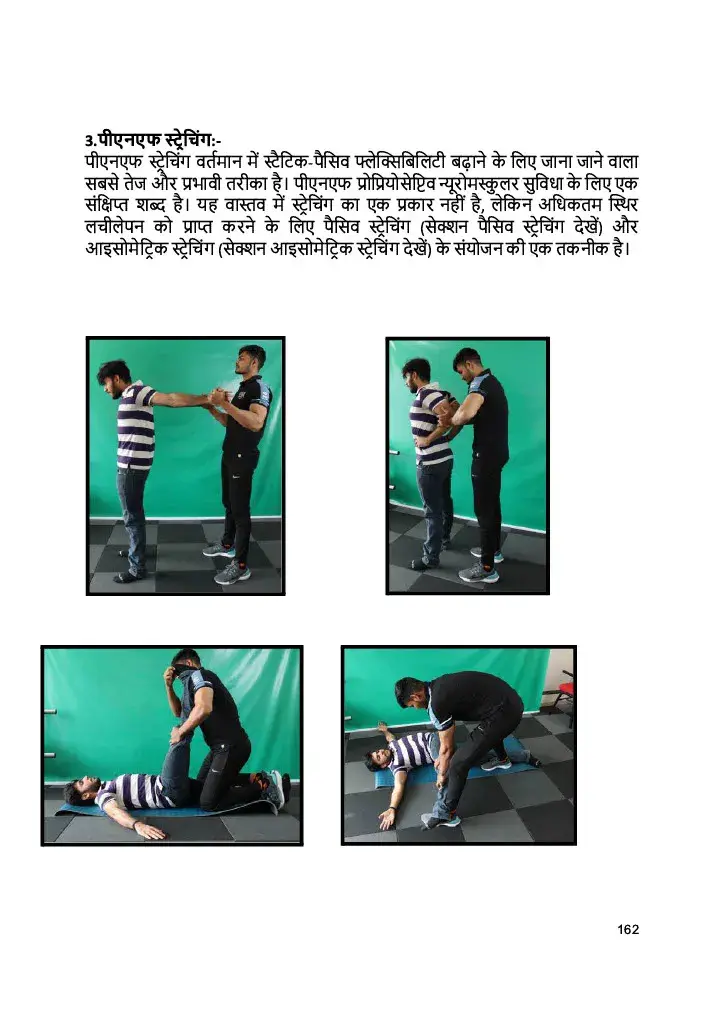 3.पीएनएफ स्ट्रेचिंग:-
पीएनएफ स्ट्रेचिंग वर्तमान में स्टैटिक-पैसिव फ्लेक्सिबिलिटी बढ़ाने के लिए जाना जाने वाला
सबसे तेज और प्रभावी तरीका है। पीएनएफ प्रोप्रियोसेप्टिव न्यूरोमस्कुलर सुविधा के लिए एक
संक्षिप्त शब्द है। यह वास्तव में स्ट्रेचिंग का एक प्रकार नहीं है, लेकिन अधिकतम स्थिर
लचीलेपन को प्राप्त करने के लिए पैसिव स्ट्रेचिंग (सेक्शन पैसिव स्ट्रेचिंग देखें) और
आइसोमेट्रिक स्ट्रेचिंग (सेक्शन आइसोमेट्रिक स्ट्रेचिंग देखें) के संयोजन की एक तकनीक है।
162